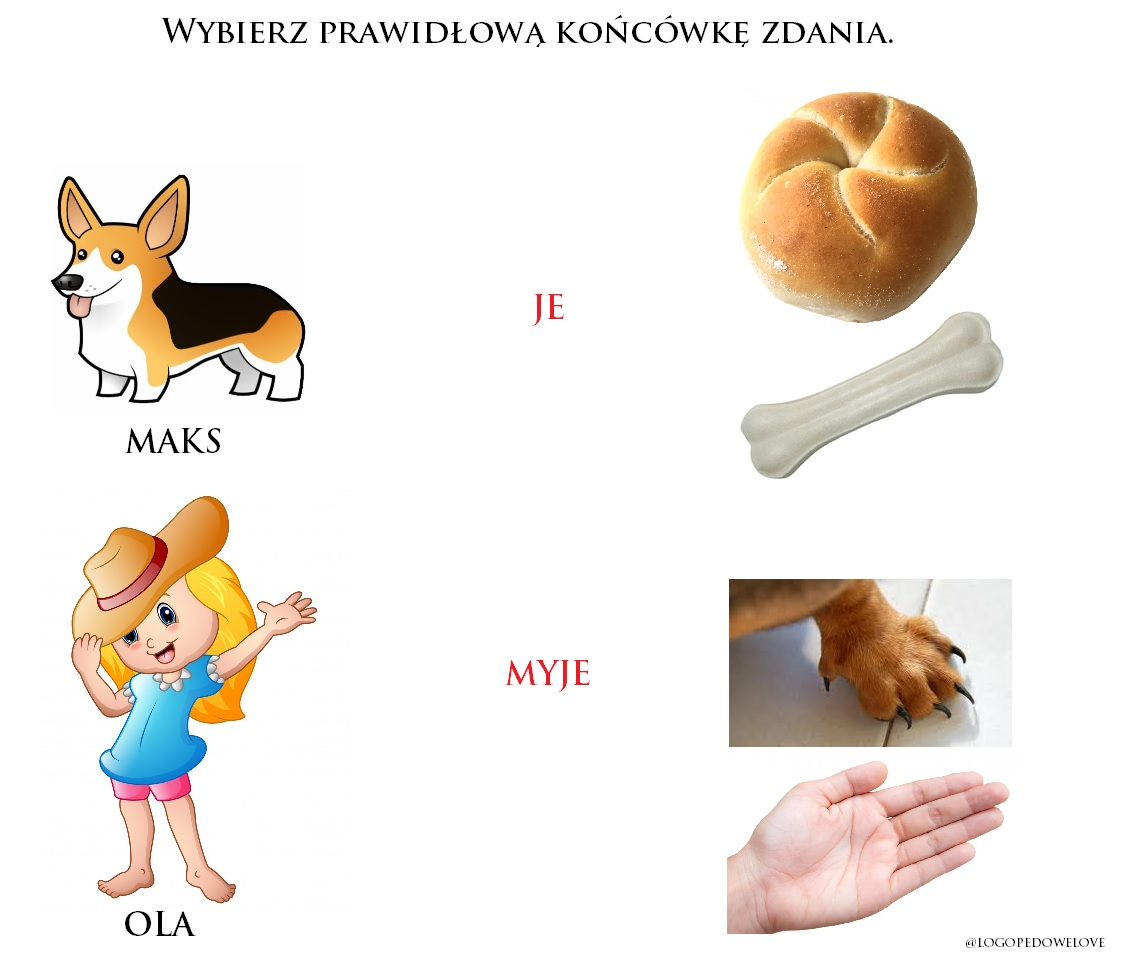 Wybierz prawidłową końcówkę zdania.
JE
MAKS
MYJE
OLA
@LOGOPEDOWELOVE